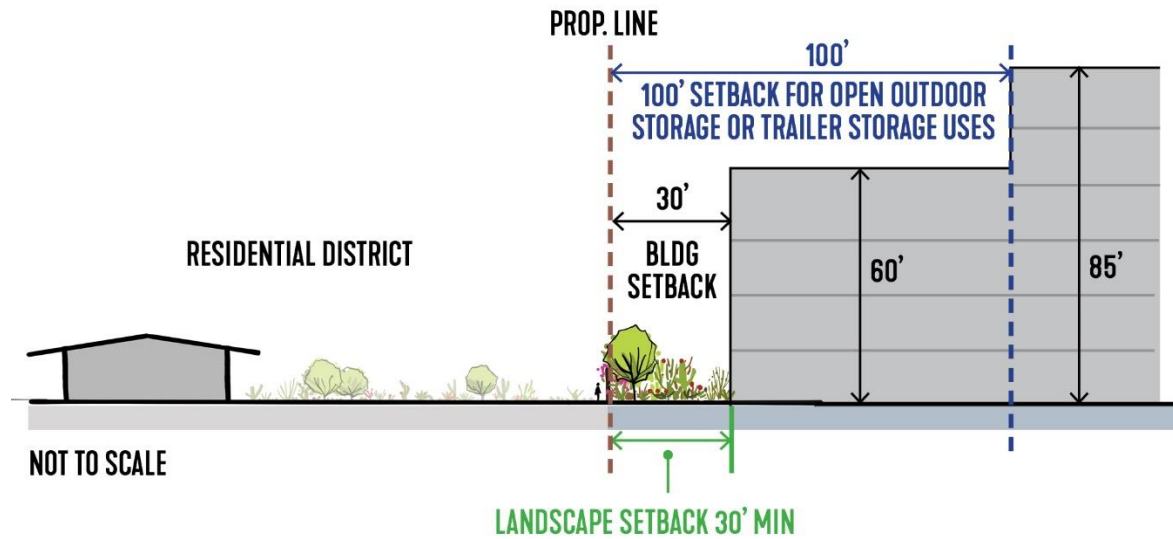 PROP. LINE
100’
100’ SETBACK FOR OPEN OUTDOOR
STORAGE OR TRAILER STORAGE USES
30’
RESIDENTIAL DISTRICT
BLDG
SETBACK
60’
85’
NOT TO SCALE
LANDSCAPE SETBACK 30’ MIN